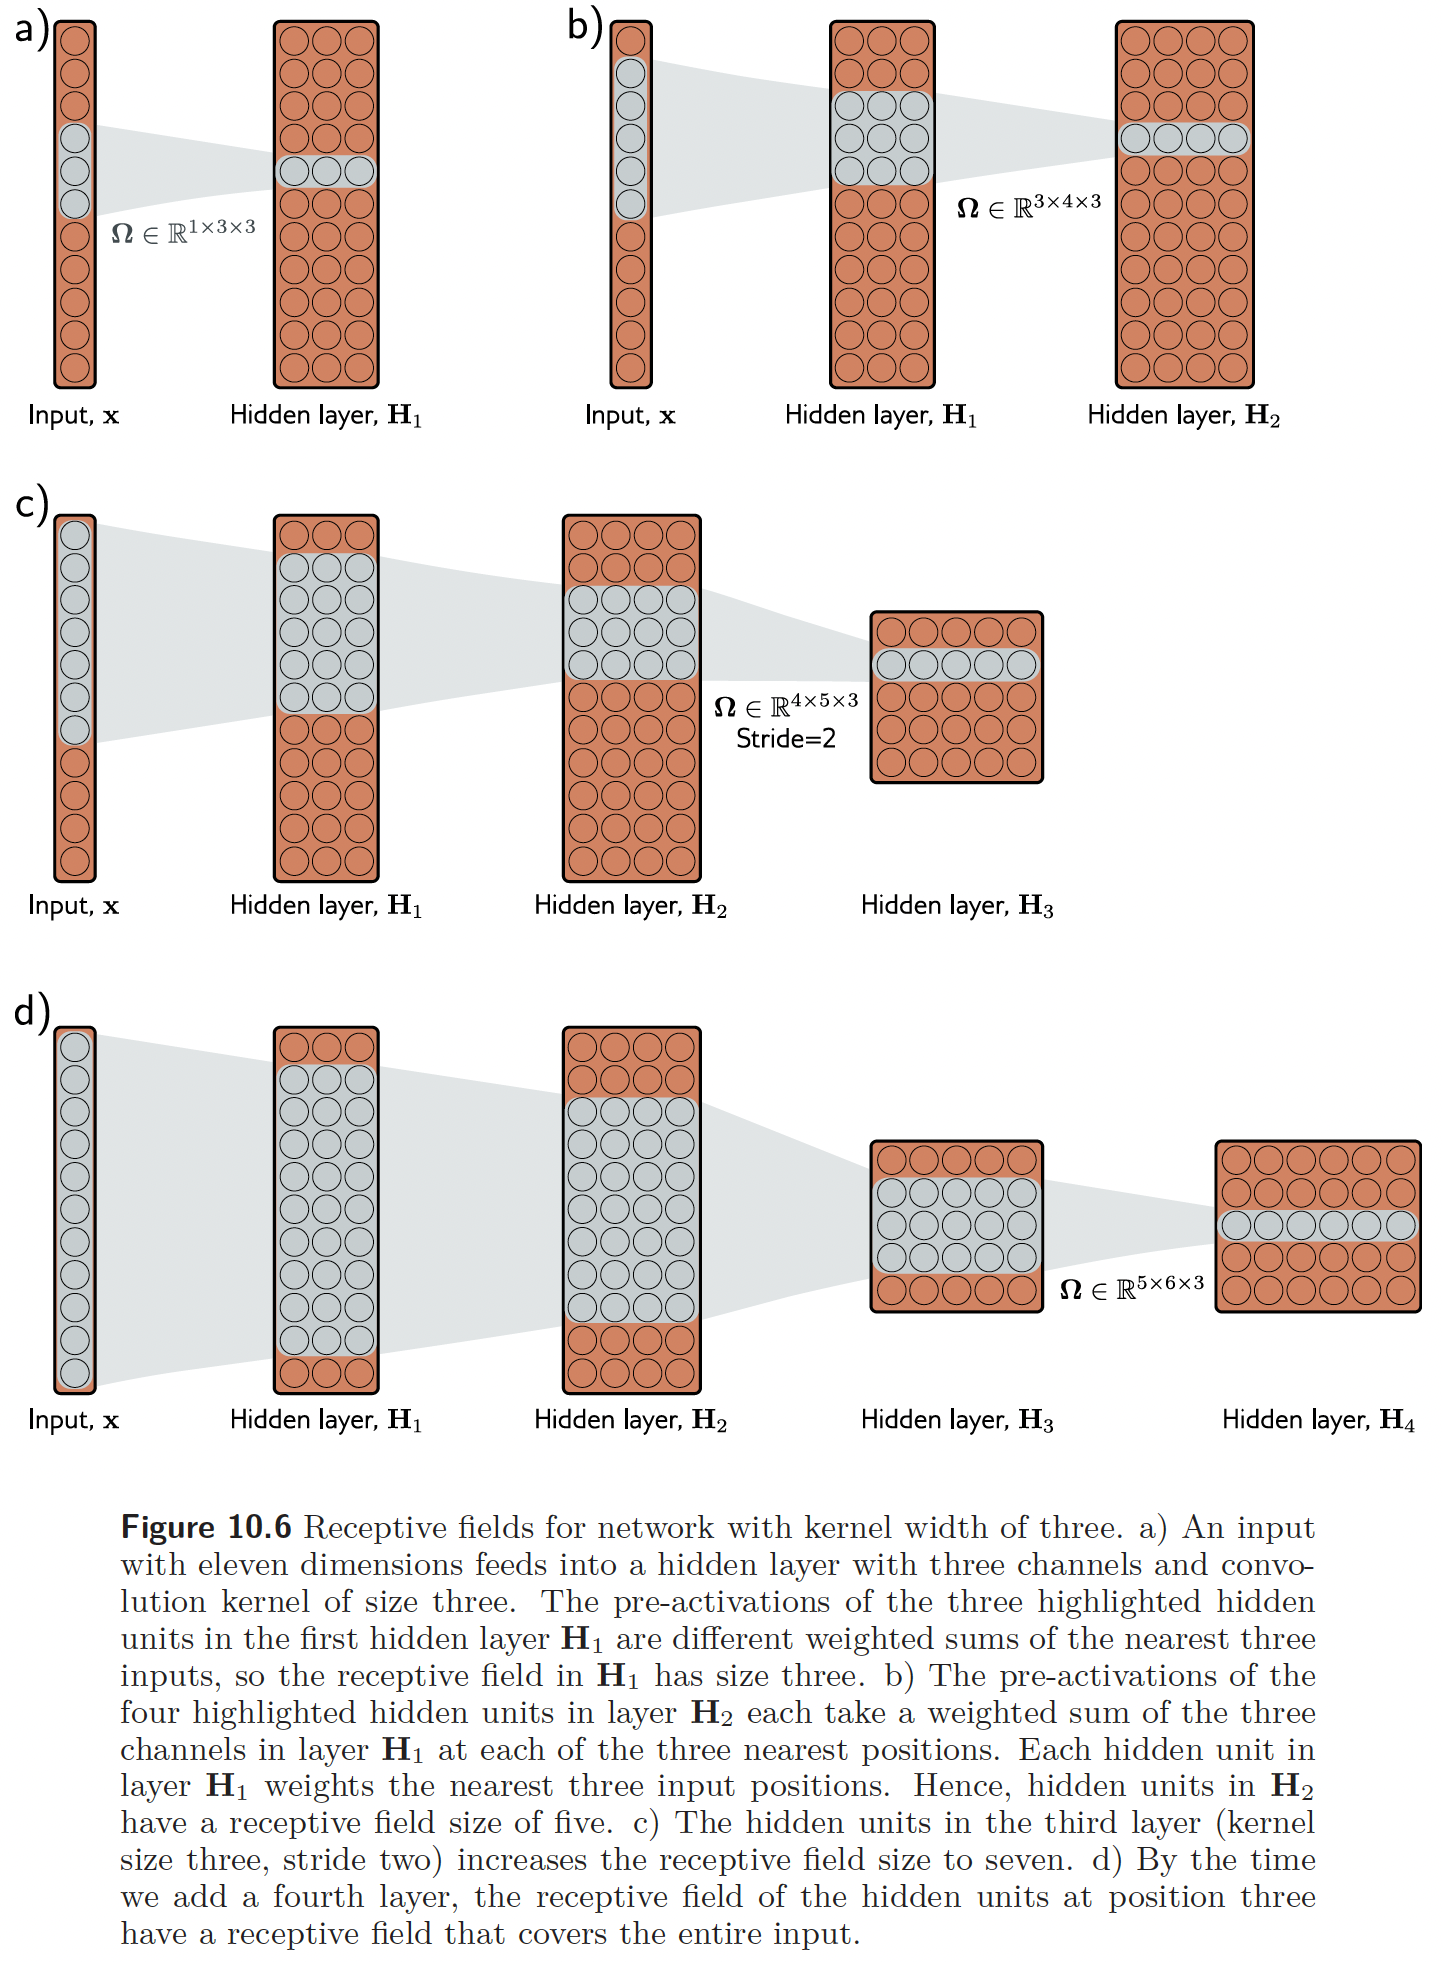 a)
b)
Ω ∈ ℝ^{1×3×3}
Ω ∈ ℝ^{3×4×3}
Input, x
Hidden layer, H₁
Input, x
Hidden layer, H₁
Hidden layer, H₂
c)
Ω ∈ ℝ^{4×5×3}
Stride=2
Input, x
Hidden layer, H₁
Hidden layer, H₂
Hidden layer, H₃
d)
Ω ∈ ℝ^{5×6×3}
Input, x
Hidden layer, H₁
Hidden layer, H₂
Hidden layer, H₃
Hidden layer, H₄
Figure 10.6 Receptive fields for network with kernel width of three. a) An input
with eleven dimensions feeds into a hidden layer with three channels and convo-
lution kernel of size three. The pre-activations of the three highlighted hidden
units in the first hidden layer H₁ are different weighted sums of the nearest three
inputs, so the receptive field in H₁ has size three. b) The pre-activations of the
four highlighted hidden units in layer H₂ each take a weighted sum of the three
channels in layer H₁ at each of the three nearest positions. Each hidden unit in
layer H₁ weights the nearest three input positions. Hence, hidden units in H₂
have a receptive field size of five. c) The hidden units in the third layer (kernel
size three, stride two) increases the receptive field size to seven. d) By the time
we add a fourth layer, the receptive field of the hidden units at position three
have a receptive field that covers the entire input.